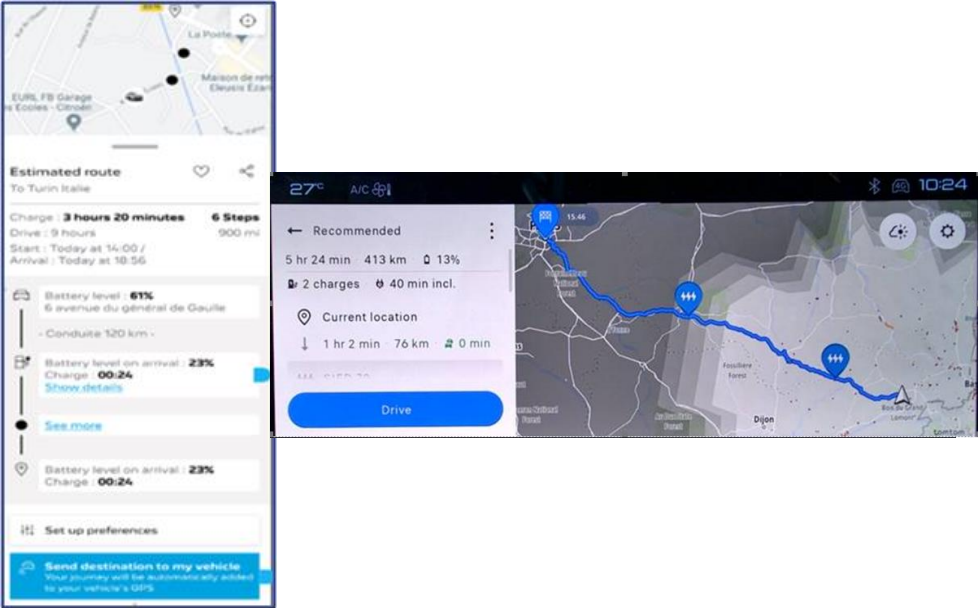 La Poste
Maison de
Eleusis Ezan
EURL FB Garage
Ecoles - Citroën
Estimated route
To Turin Italie
Charge : 3 hours 20 minutes 6 Steps
Drive : 9 hours 900 mi
Start : Today at 14:00 /
Arrival : Today at 18:56
Battery level : 61%
6 avenue du général de Gaulle
- Conduite 120 km -
Battery level on arrival : 23%
Charge : 00:24
Show details
See more
Battery level on arrival : 23%
Charge : 00:24
Set up preferences
Send destination to my vehicle
Your journey will be automatically added
to your vehicle's GPS
27°C A/C 4G 10:24
Recommended
5 hr 24 min 413 km 13%
2 charges 40 min incl.
Current location
1 hr 2 min · 76 km · 0 min
Drive
15:46
National
Forest
Fossiliere
Forest
Dijon
tomtom